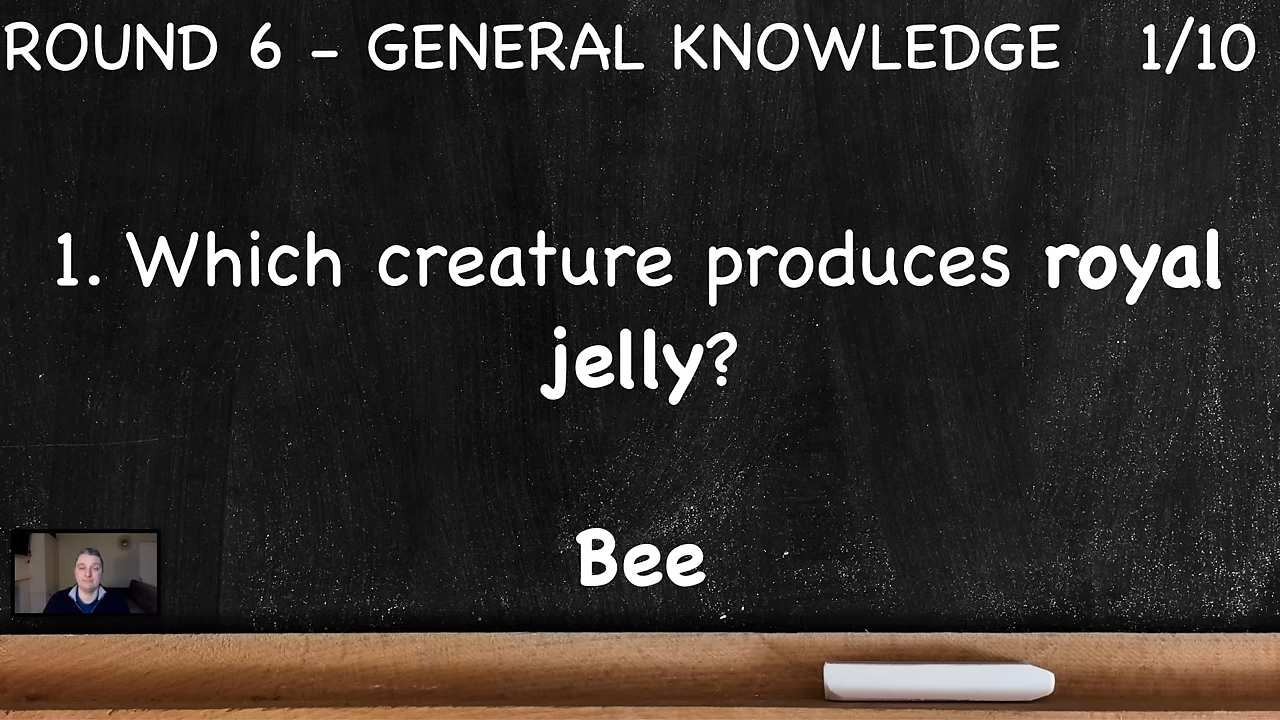 ROUND 6 – GENERAL KNOWLEDGE 1/10
1. Which creature produces royal
jelly?
Bee